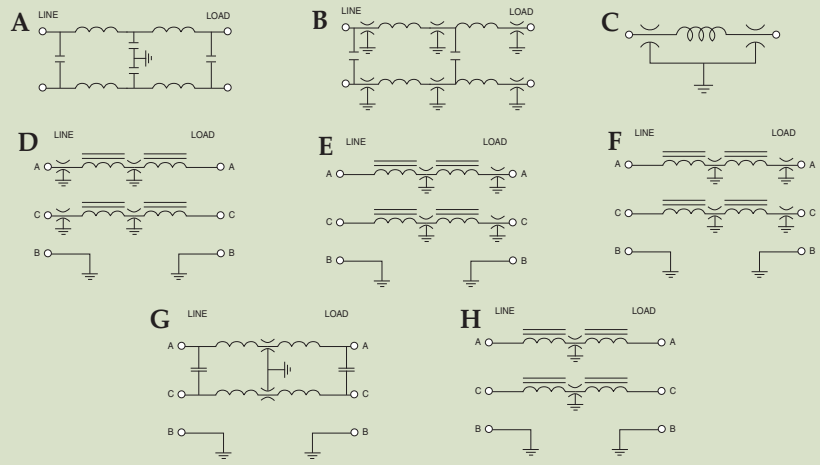 A LINE LOAD
B LINE LOAD
C
D LINE LOAD
A A
C C
B B
E LINE LOAD
A A
C C
B B
F LINE LOAD
A A
C C
B B
G LINE LOAD
A A
C C
B B
H LINE LOAD
A A
C C
B B